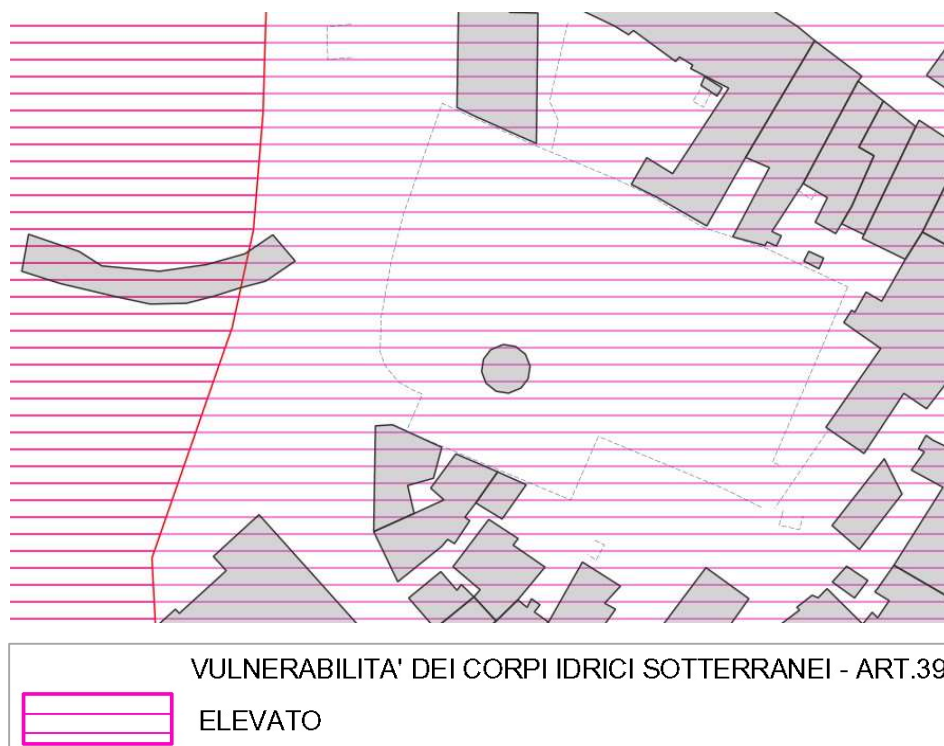 VULNERABILITA' DEI CORPI IDRICI SOTTERRANEI - ART.39
ELEVATO